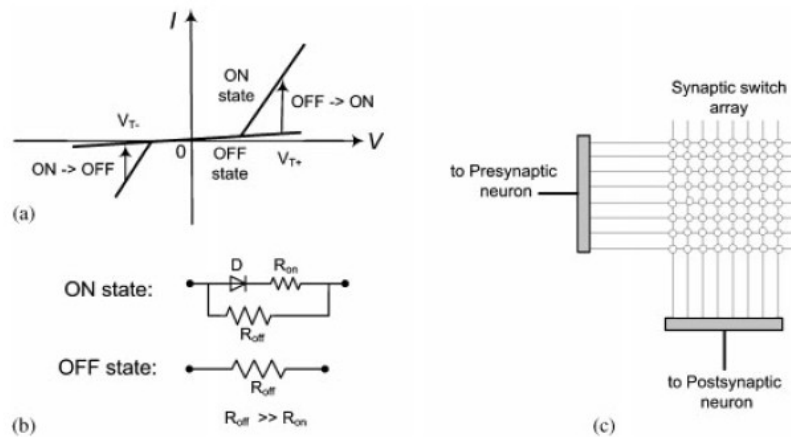 I
ON
state
OFF -> ON
V_T-
V
0
OFF
state
V_T+
ON -> OFF
(a)
D
R_on
ON state:
R_off
OFF state:
R_off
R_off >> R_on
(b)
Synaptic switch
array
to Presynaptic
neuron
to Postsynaptic
neuron
(c)